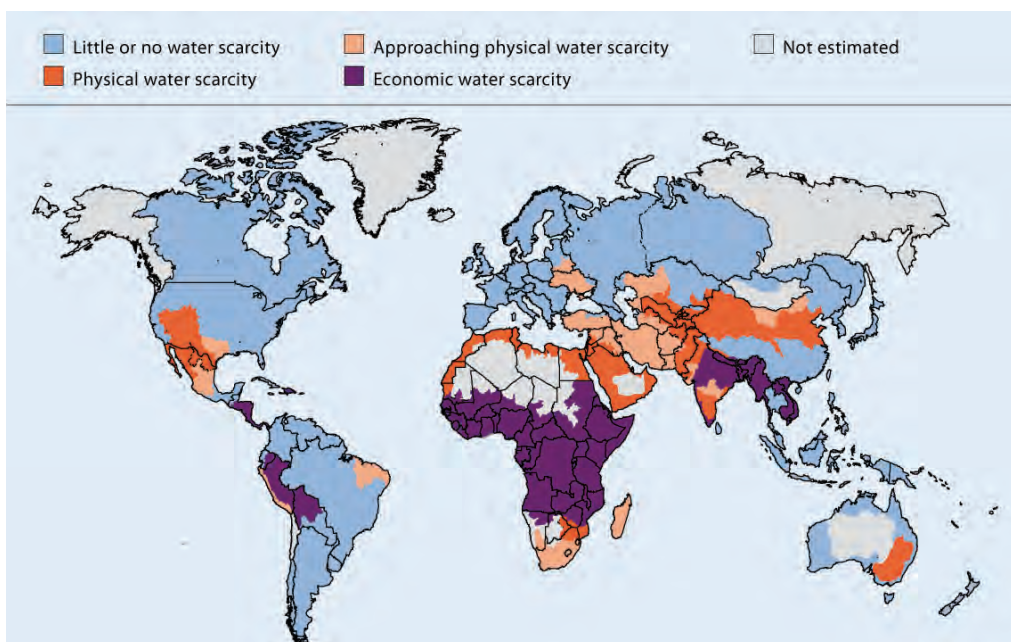 Little or no water scarcity
Approaching physical water scarcity
Not estimated
Physical water scarcity
Economic water scarcity